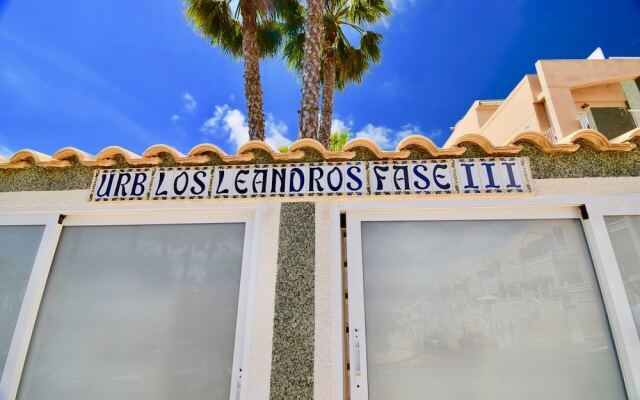 URB LOS LEANDROS FASE III